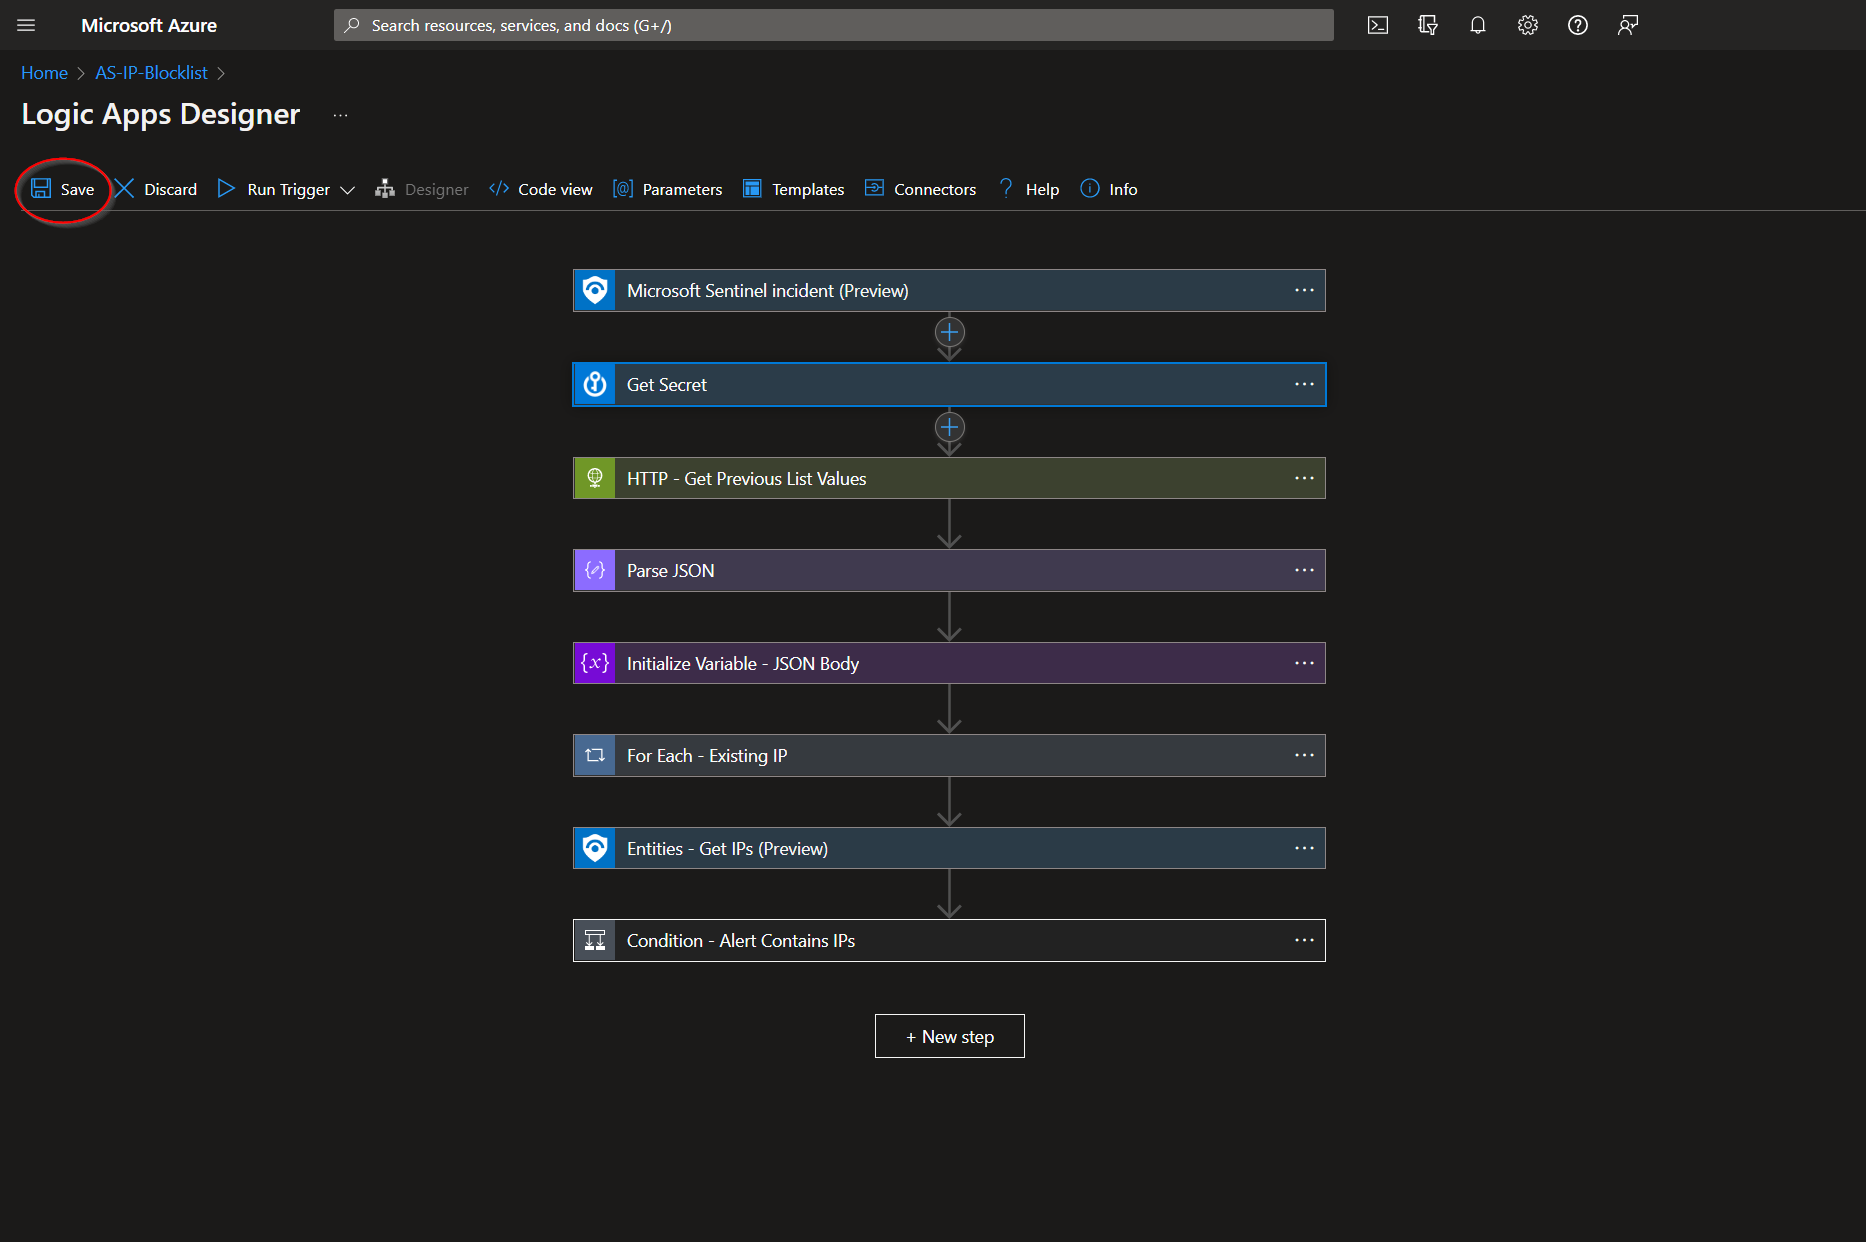 Microsoft Azure
Search resources, services, and docs (G+/)
Home > AS-IP-Blocklist >
Logic Apps Designer ...
Save Discard Run Trigger Designer Code view Parameters Templates Connectors Help Info
Microsoft Sentinel incident (Preview)
Get Secret
HTTP - Get Previous List Values
Parse JSON
Initialize Variable - JSON Body
For Each - Existing IP
Entities - Get IPs (Preview)
Condition - Alert Contains IPs
+ New step